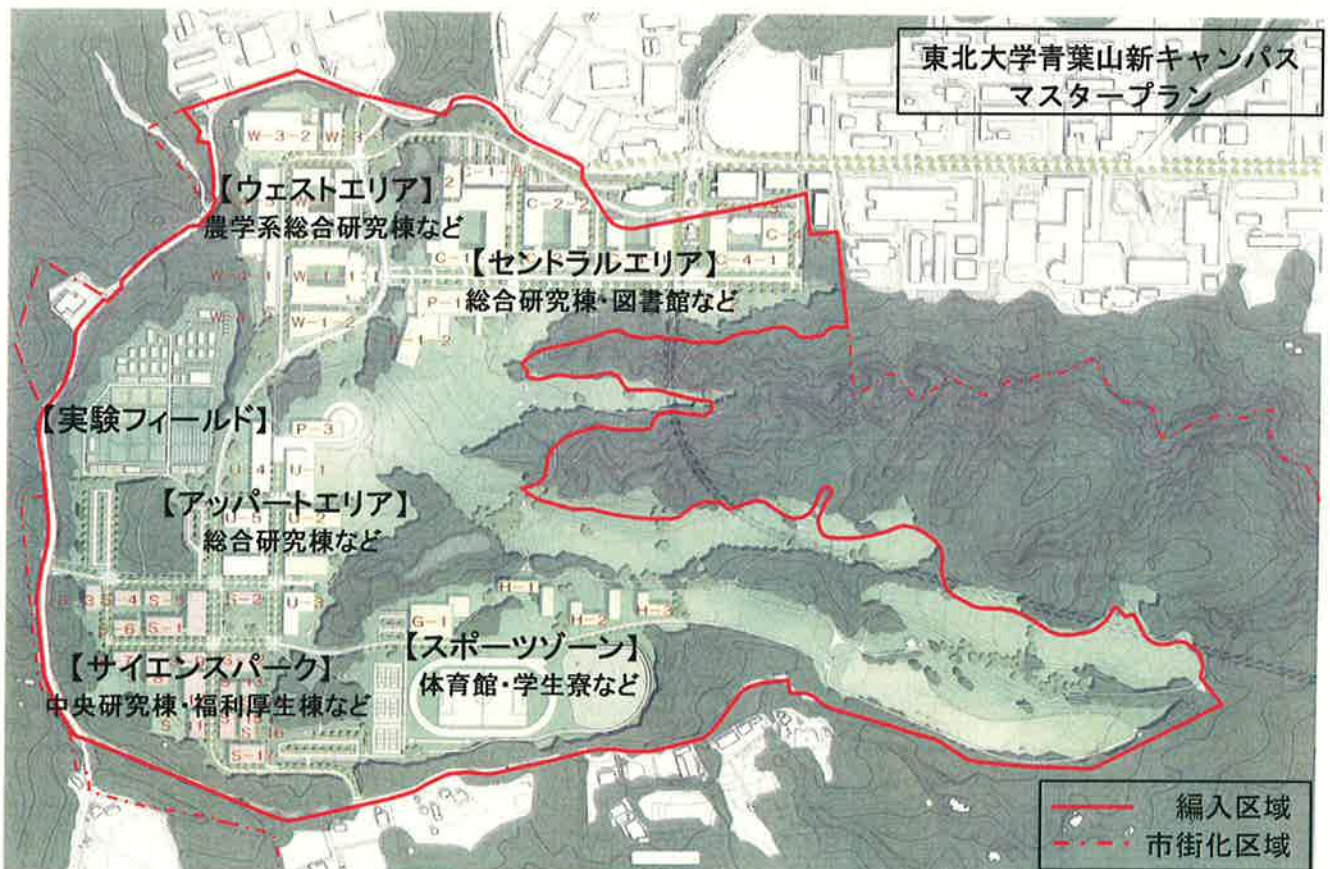 東北大学青葉山新キャンパス
マスタープラン
W-3-2
【ウェストエリア】
農学系総合研究棟など
C-2-2
C-4-1
【セントラルエリア】
総合研究棟・図書館など
W-1-1
W-1-2
P-1
【実験フィールド】
P-3
U-4
U-1
【アッパートエリア】
U-5
U-2
総合研究棟など
U-3
S-1
G-1
H-1
H-2
H-3
【サイエンスパーク】
中央研究棟・福利厚生棟など
【スポーツゾーン】
体育館・学生寮など
S-1
編入区域
市街化区域